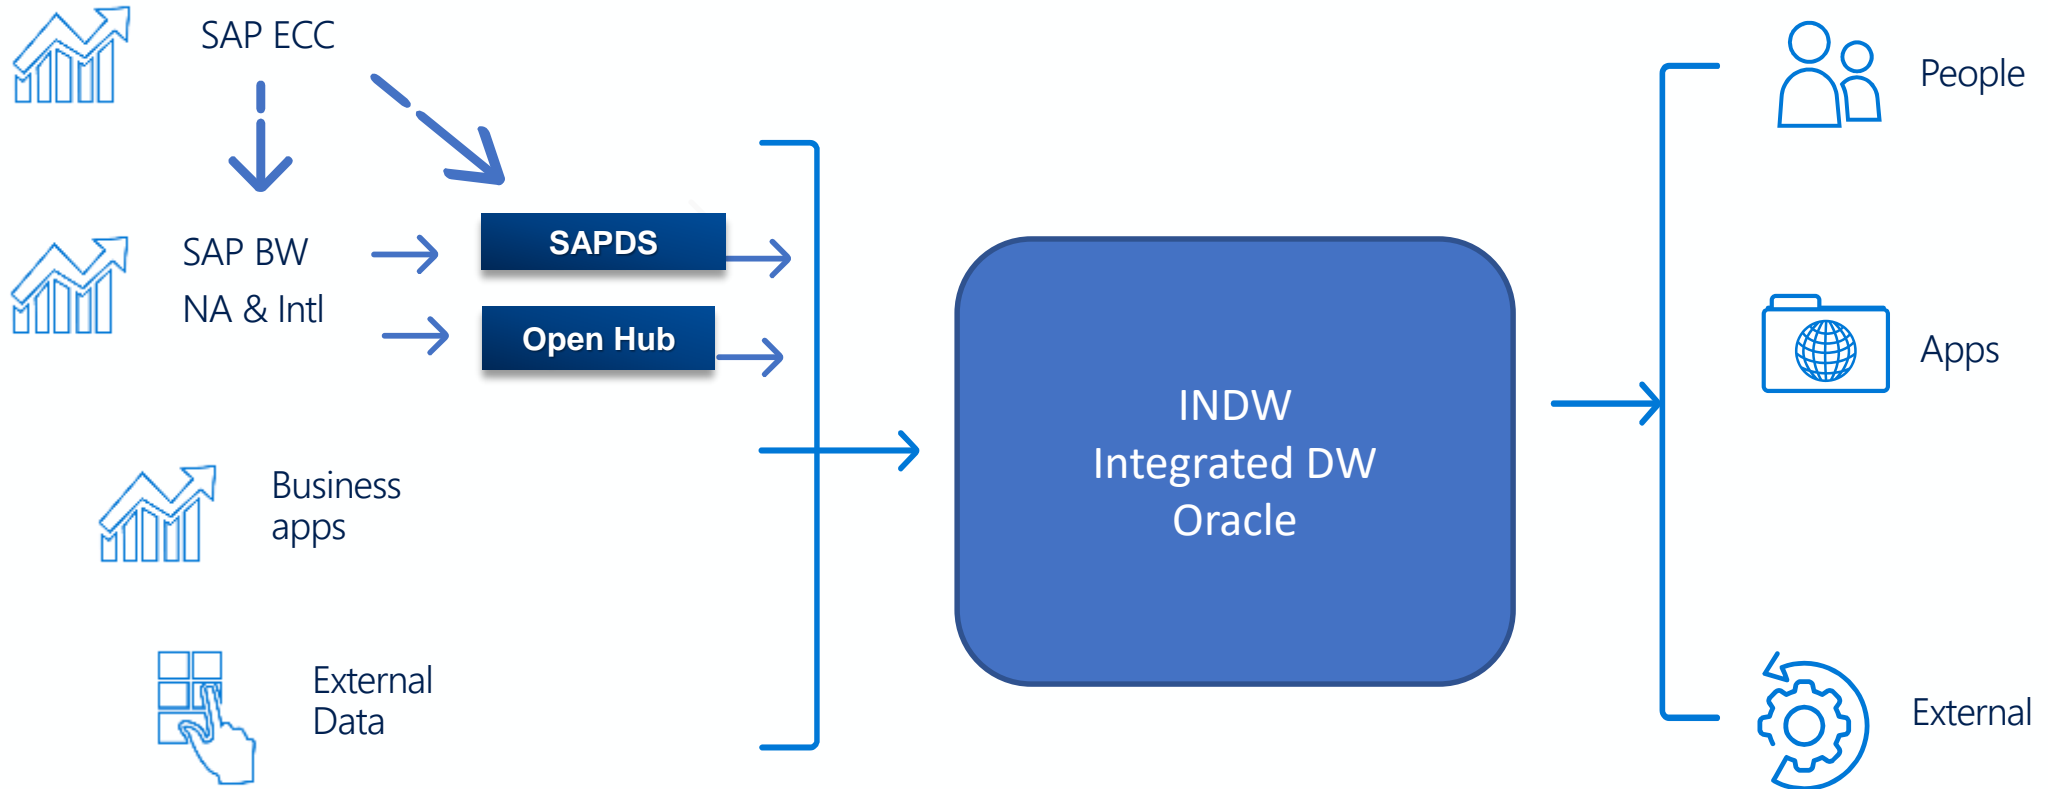 SAP ECC
SAP BW
NA & Intl
SAPDS
Open Hub
Business
apps
External
Data
INDW
Integrated DW
Oracle
People
Apps
External